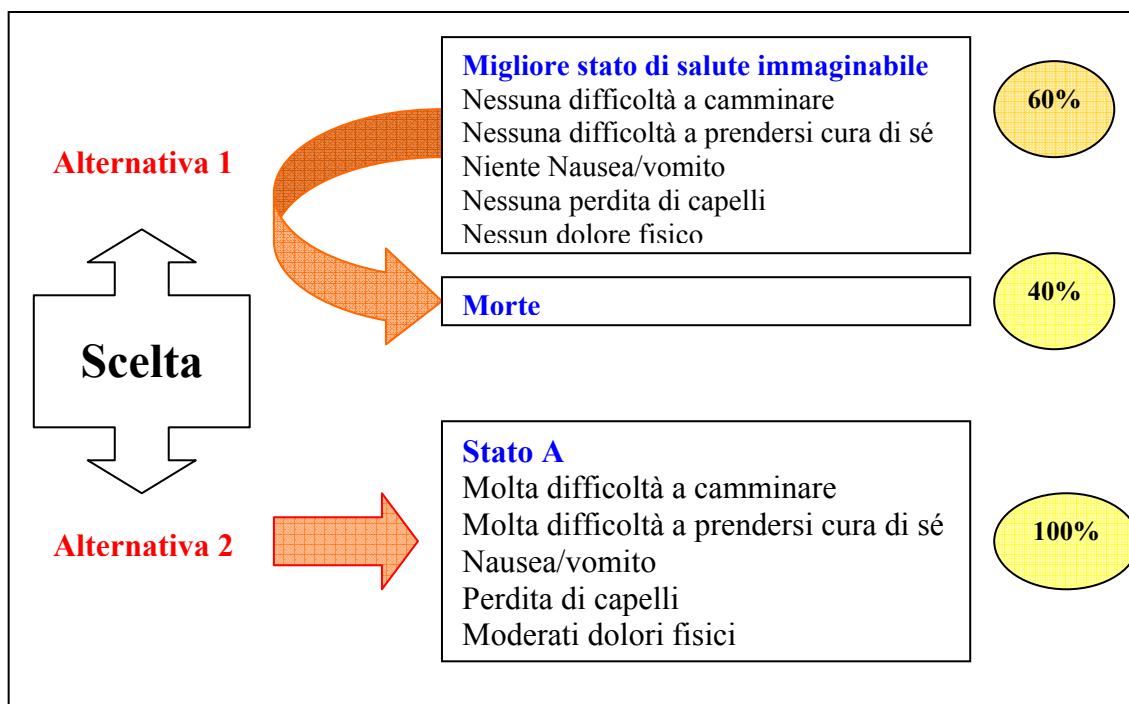 Migliore stato di salute immaginabile
Nessuna difficoltà a camminare
Nessuna difficoltà a prendersi cura di sé
Niente Nausea/vomito
Nessuna perdita di capelli
Nessun dolore fisico
60%
Alternativa 1
Morte
40%
Scelta
Stato A
Molta difficoltà a camminare
Molta difficoltà a prendersi cura di sé
Nausea/vomito
Perdita di capelli
Moderati dolori fisici
100%
Alternativa 2